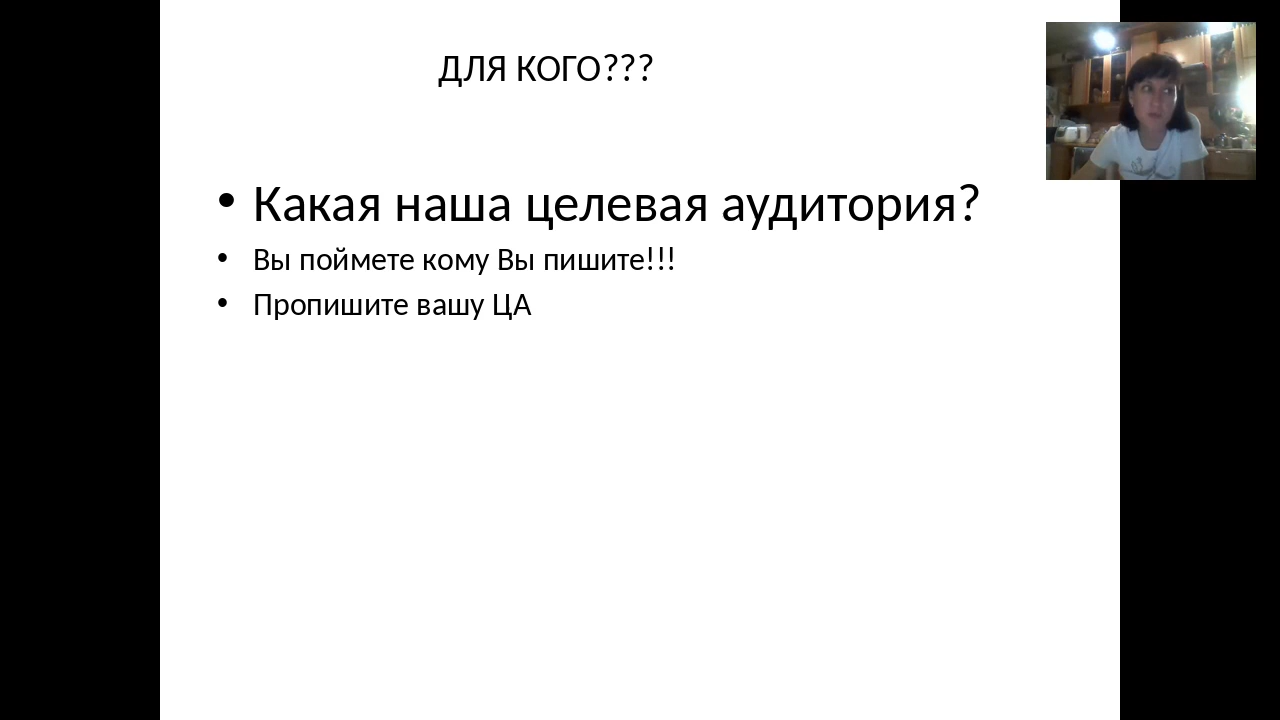 ДЛЯ КОГО???
• Какая наша целевая аудитория?
• Вы поймете кому Вы пишите!!!
• Пропишите вашу ЦА